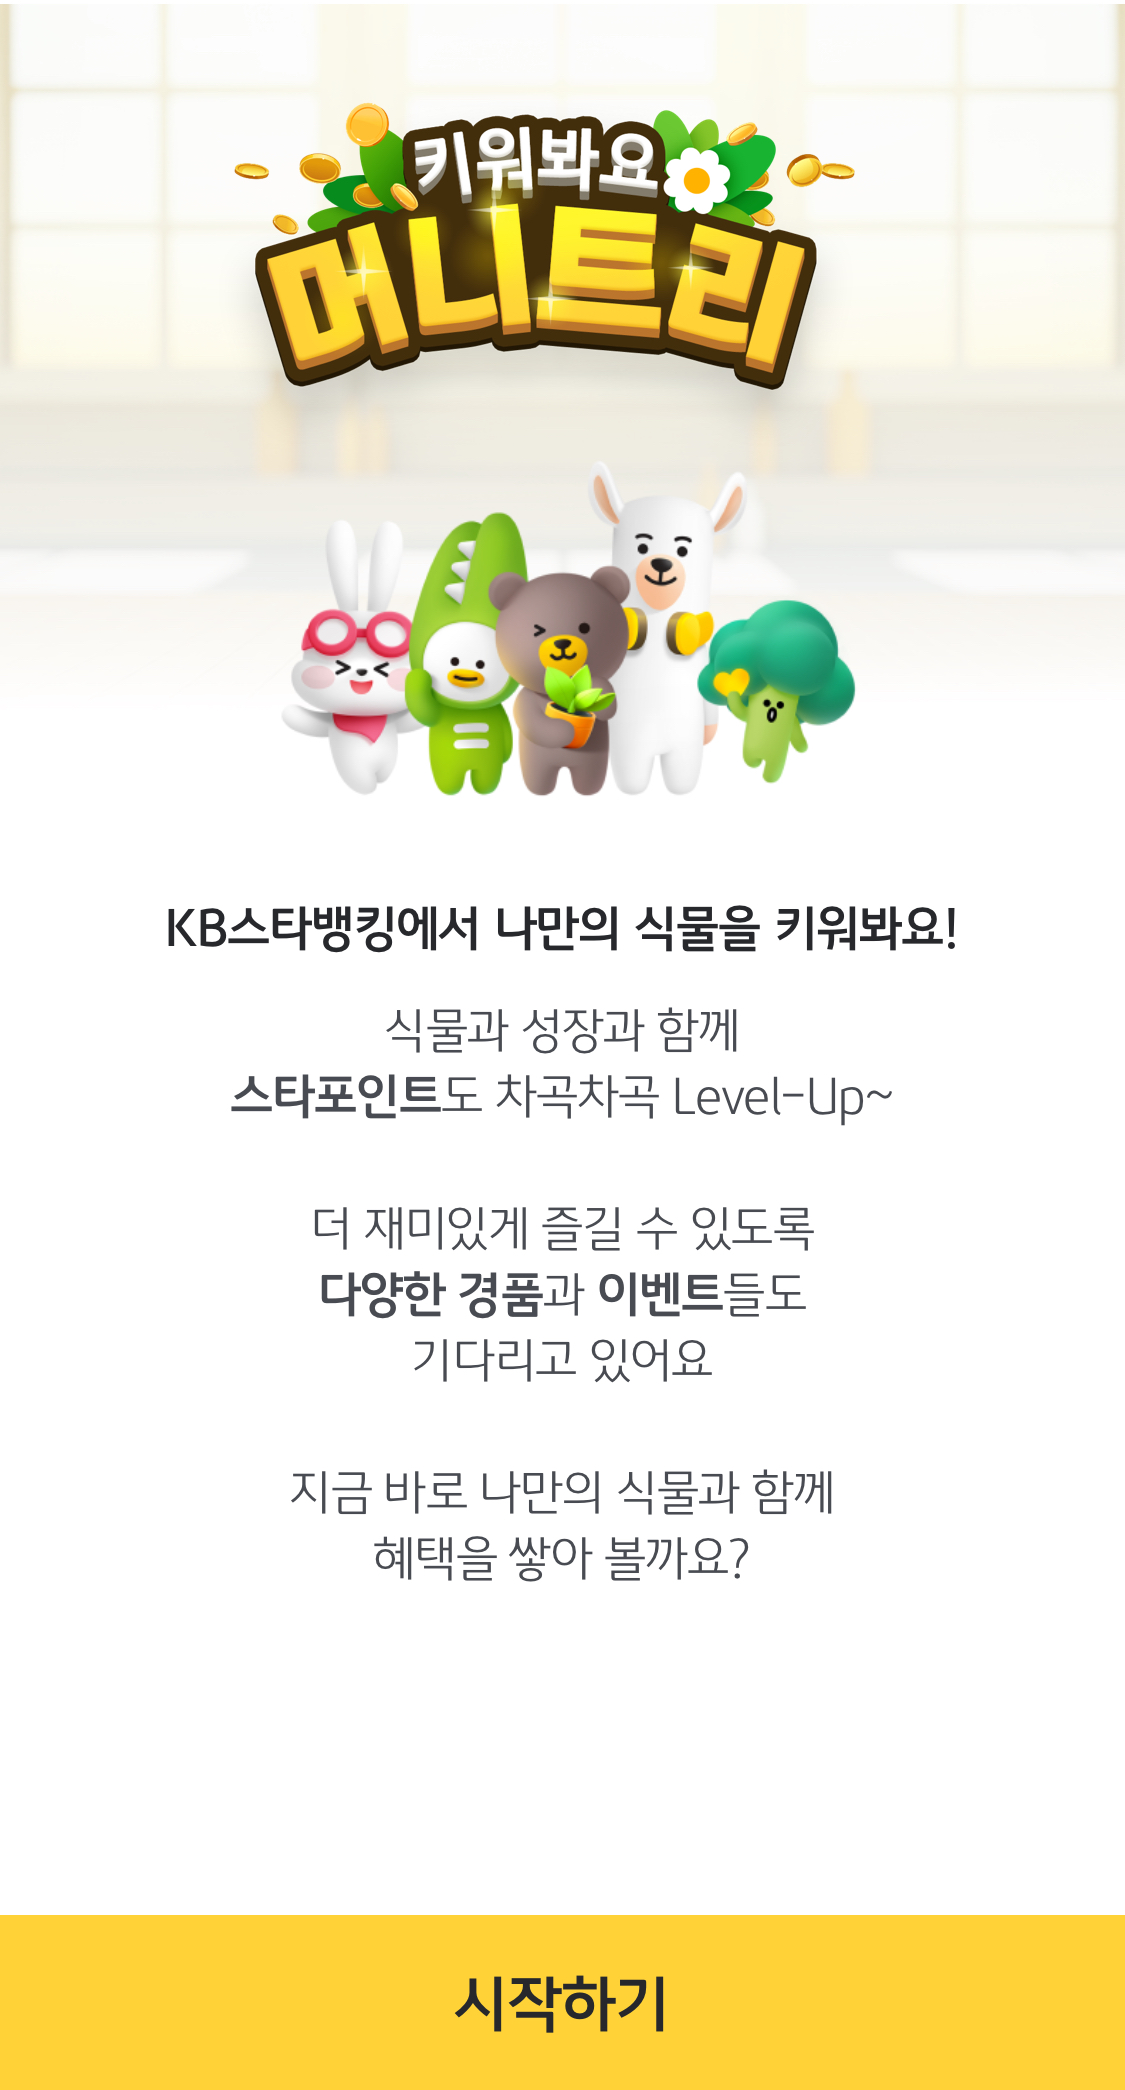 키워봐요
머니트리
KB스타뱅킹에서 나만의 식물을 키워봐요!
식물과 성장과 함께
스타포인트도 차곡차곡 Level-Up~
더 재미있게 즐길 수 있도록
다양한 경품과 이벤트들도
기다리고 있어요
지금 바로 나만의 식물과 함께
혜택을 쌓아 볼까요?
시작하기